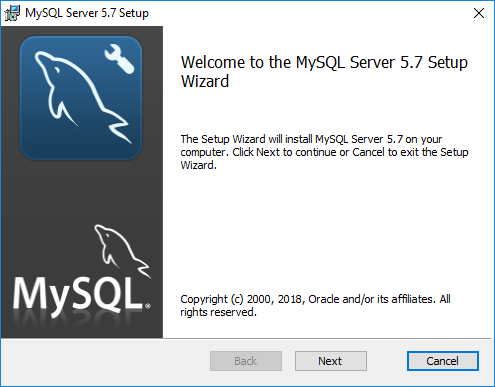 MySQL Server 5.7 Setup
Welcome to the MySQL Server 5.7 Setup
Wizard
The Setup Wizard will install MySQL Server 5.7 on your
computer. Click Next to continue or Cancel to exit the Setup
Wizard.
MySQL®
Copyright (c) 2000, 2018, Oracle and/or its affiliates. All
rights reserved.
Back
Next
Cancel